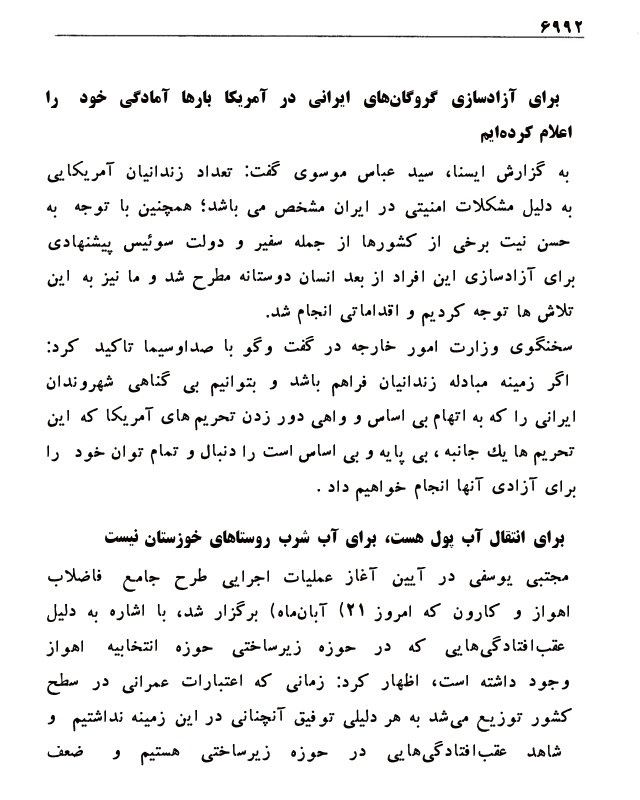 ۶۹۹۲
برای آزادسازی گروگان‌های ایرانی در آمریکا بارها آمادگی خود را
اعلام کرده‌ایم
به گزارش ایسنا، سید عباس موسوی گفت: تعداد زندانیان آمریکایی
به دلیل مشکلات امنیتی در ایران مشخص می باشد؛ همچنین با توجه به
حسن نیت برخی از کشورها از جمله سفیر و دولت سوئیس پیشنهادی
برای آزادسازی این افراد از بعد انسان دوستانه مطرح شد و ما نیز به این
تلاش ها توجه کردیم و اقداماتی انجام شد.
سخنگوی وزارت امور خارجه در گفت وگو با صداوسیما تاکید کرد:
اگر زمینه مبادله زندانیان فراهم باشد و بتوانیم بی گناهی شهروندان
ایرانی را که به اتهام بی اساس و واهی دور زدن تحریم های آمریکا که این
تحریم ها یك جانبه ، بی پایه و بی اساس است را دنبال و تمام توان خود را
برای آزادی آنها انجام خواهیم داد .
برای انتقال آب پول هست، برای آب شرب روستاهای خوزستان نیست
مجتبی یوسفی در آیین آغاز عملیات اجرایی طرح جامع فاضلاب
اهواز و کارون که امروز ۲۱) آبان‌ماه) برگزار شد، با اشاره به دلیل
عقب‌افتادگی‌هایی که در حوزه زیرساختی حوزه انتخابیه اهواز
وجود داشته است، اظهار کرد: زمانی که اعتبارات عمرانی در سطح
کشور توزیع می‌شد به هر دلیلی توفیق آنچنانی در این زمینه نداشتیم و
شاهد عقب‌افتادگی‌هایی در حوزه زیرساختی هستیم و ضعف